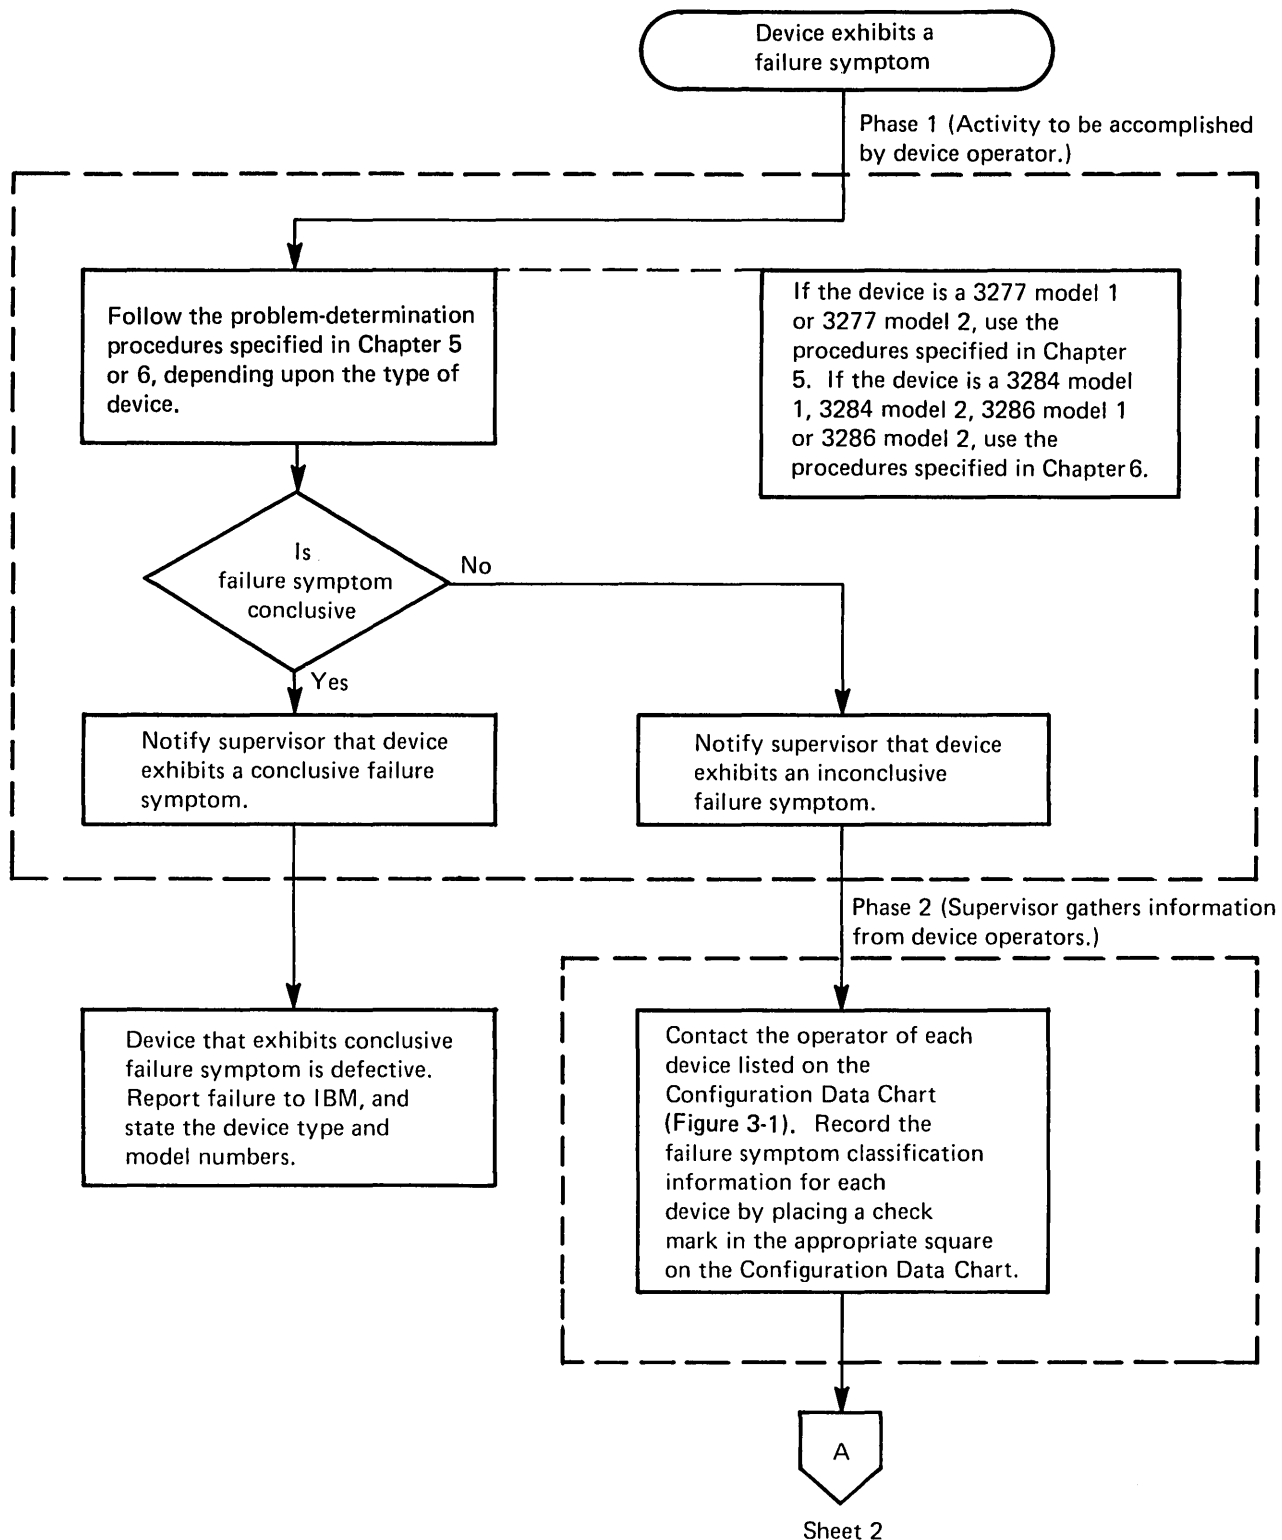 Device exhibits a
failure symptom
Phase 1 (Activity to be accomplished
by device operator.)
Follow the problem-determination
procedures specified in Chapter 5
or 6, depending upon the type of
device.
If the device is a 3277 model 1
or 3277 model 2, use the
procedures specified in Chapter
5. If the device is a 3284 model
1, 3284 model 2, 3286 model 1
or 3286 model 2, use the
procedures specified in Chapter 6.
Is
failure symptom
conclusive
No
Yes
Notify supervisor that device
exhibits a conclusive failure
symptom.
Notify supervisor that device
exhibits an inconclusive
failure symptom.
Phase 2 (Supervisor gathers information
from device operators.)
Device that exhibits conclusive
failure symptom is defective.
Report failure to IBM, and
state the device type and
model numbers.
Contact the operator of each
device listed on the
Configuration Data Chart
(Figure 3-1). Record the
failure symptom classification
information for each
device by placing a check
mark in the appropriate square
on the Configuration Data Chart.
A
Sheet 2